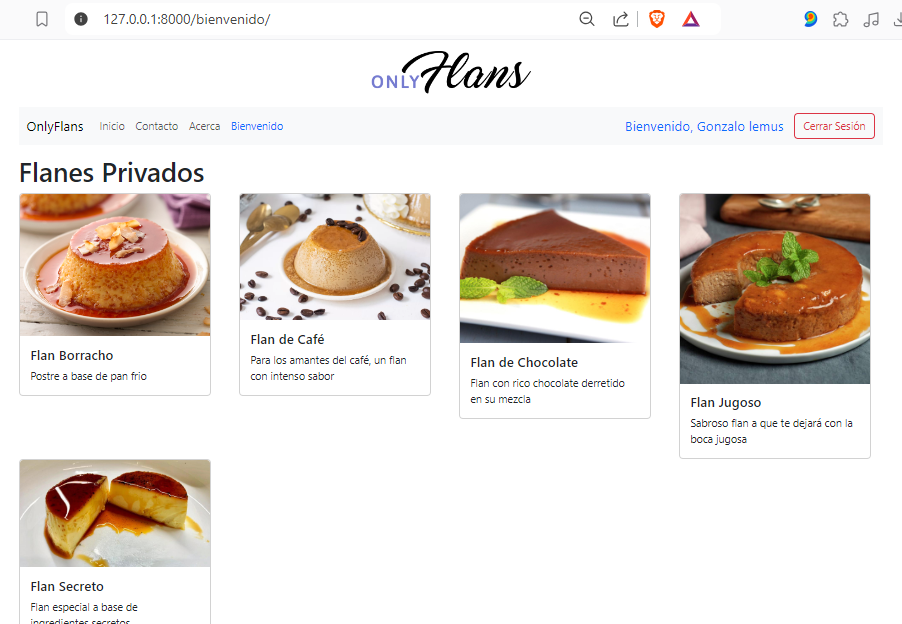 127.0.0.1:8000/bienvenido/
ONLY Flans
OnlyFlans Inicio Contacto Acerca Bienvenido Bienvenido, Gonzalo lemus Cerrar Sesión
Flanes Privados
Flan Borracho
Postre a base de pan frio
Flan de Café
Para los amantes del café, un flan
con intenso sabor
Flan de Chocolate
Flan con rico chocolate derretido
en su mezcla
Flan Jugoso
Sabroso flan a que te dejará con la
boca jugosa
Flan Secreto
Flan especial a base de
ingredientes secretos